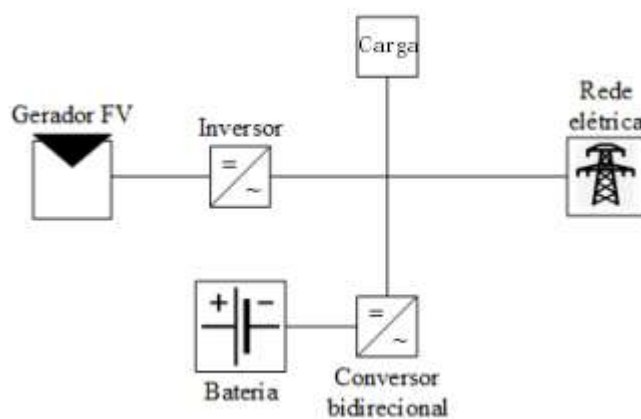 Carga
Gerador FV
Inversor
=
~
Rede
elétrica
+ −
Bateria
=
~
Conversor
bidirecional